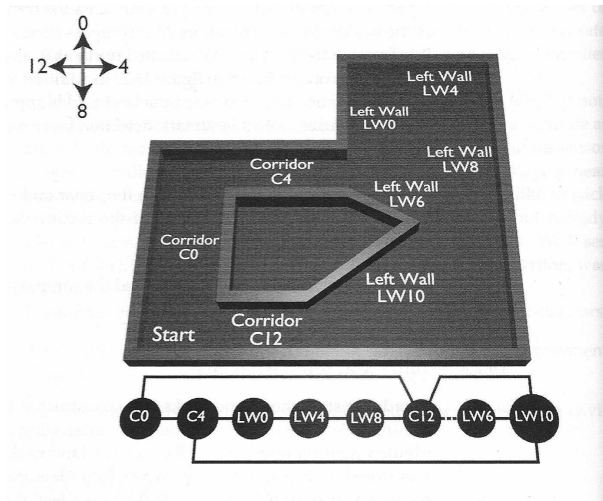 0
12
4
8
Left Wall
LW4
Left Wall
LW0
Left Wall
LW8
Corridor
C4
Left Wall
LW6
Corridor
C0
Left Wall
LW10
Corridor
C12
Start
C0 C4 LW0 LW4 LW8 C12 LW6 LW10